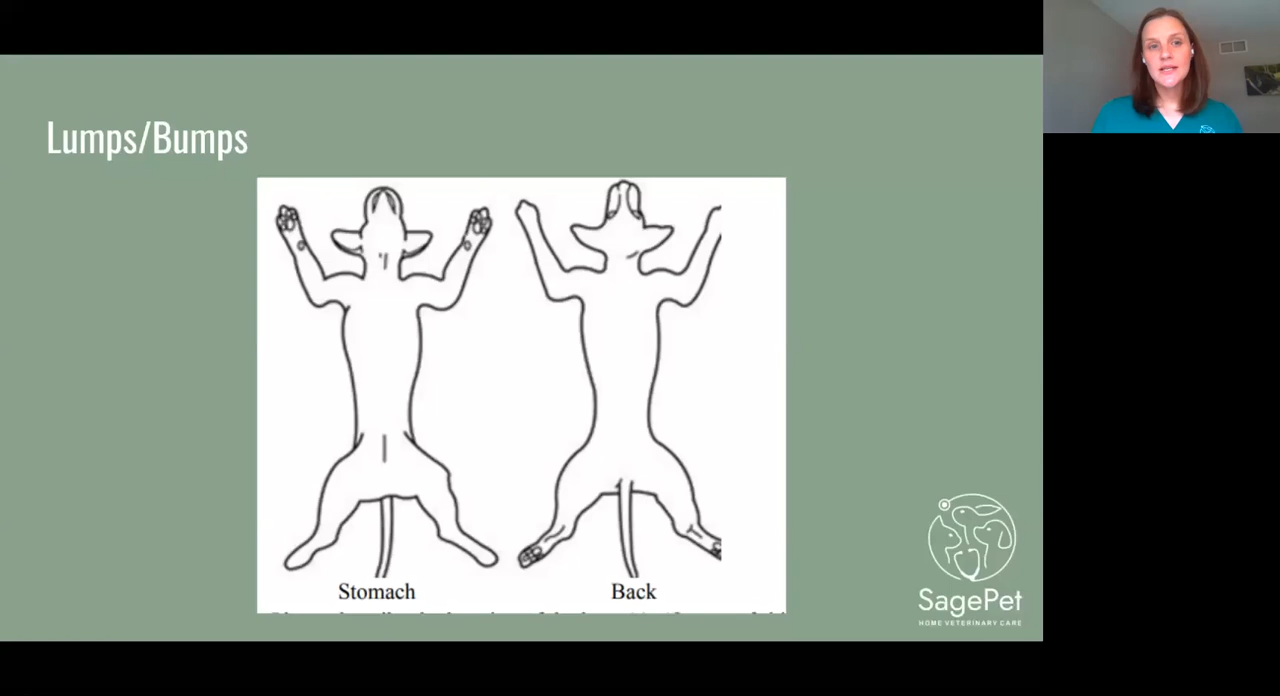 Lumps/Bumps
Stomach
Back
SagePet
HOME VETERINARY CARE